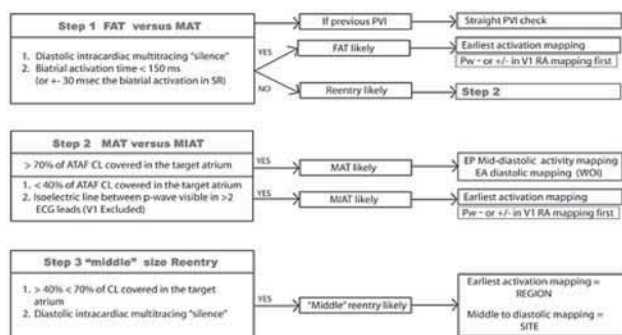 Step 1 FAT versus MAT
If previous PVI
Straight PVI check
1. Diastolic intracardiac multitracing "silence"
2. Biatrial activation time < 150 ms
(or +- 30 msec the biatrial activation in SR)
YES
FAT likely
Earliest activation mapping
Pw - or +/- in V1 RA mapping first
NO
Reentry likely
Step 2
Step 2 MAT versus MIAT
> 70% of ATAF CL covered in the target atrium
YES
MAT likely
EP Mid-diastolic activity mapping
EA diastolic mapping (WOI)
1. < 40% of ATAF CL covered in the target atrium
2. Isoelectric line between p-wave visible in >2
ECG leads (V1 Excluded)
YES
MIAT likely
Earliest activation mapping
Pw - or +/- in V1 RA mapping first
Step 3 "middle" size Reentry
1. > 40% < 70% of CL covered in the target
atrium
2. Diastolic intracardiac multitracing "silence"
YES
"Middle" reentry likely
Earliest activation mapping =
REGION
Middle to diastolic mapping =
SITE